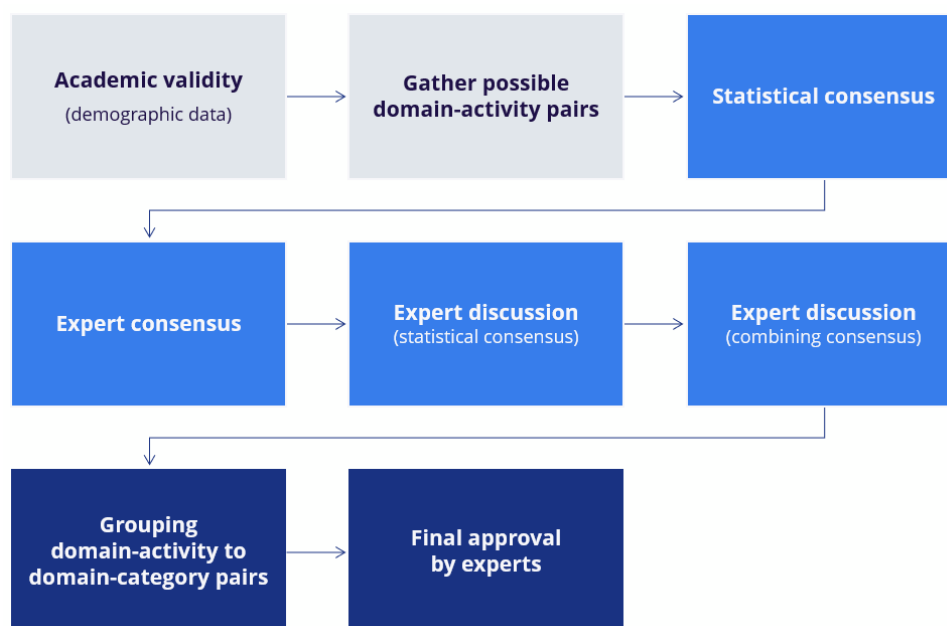 Academic validity
(demographic data)
Gather possible
domain-activity pairs
Statistical consensus
Expert consensus
Expert discussion
(statistical consensus)
Expert discussion
(combining consensus)
Grouping
domain-activity to
domain-category pairs
Final approval
by experts